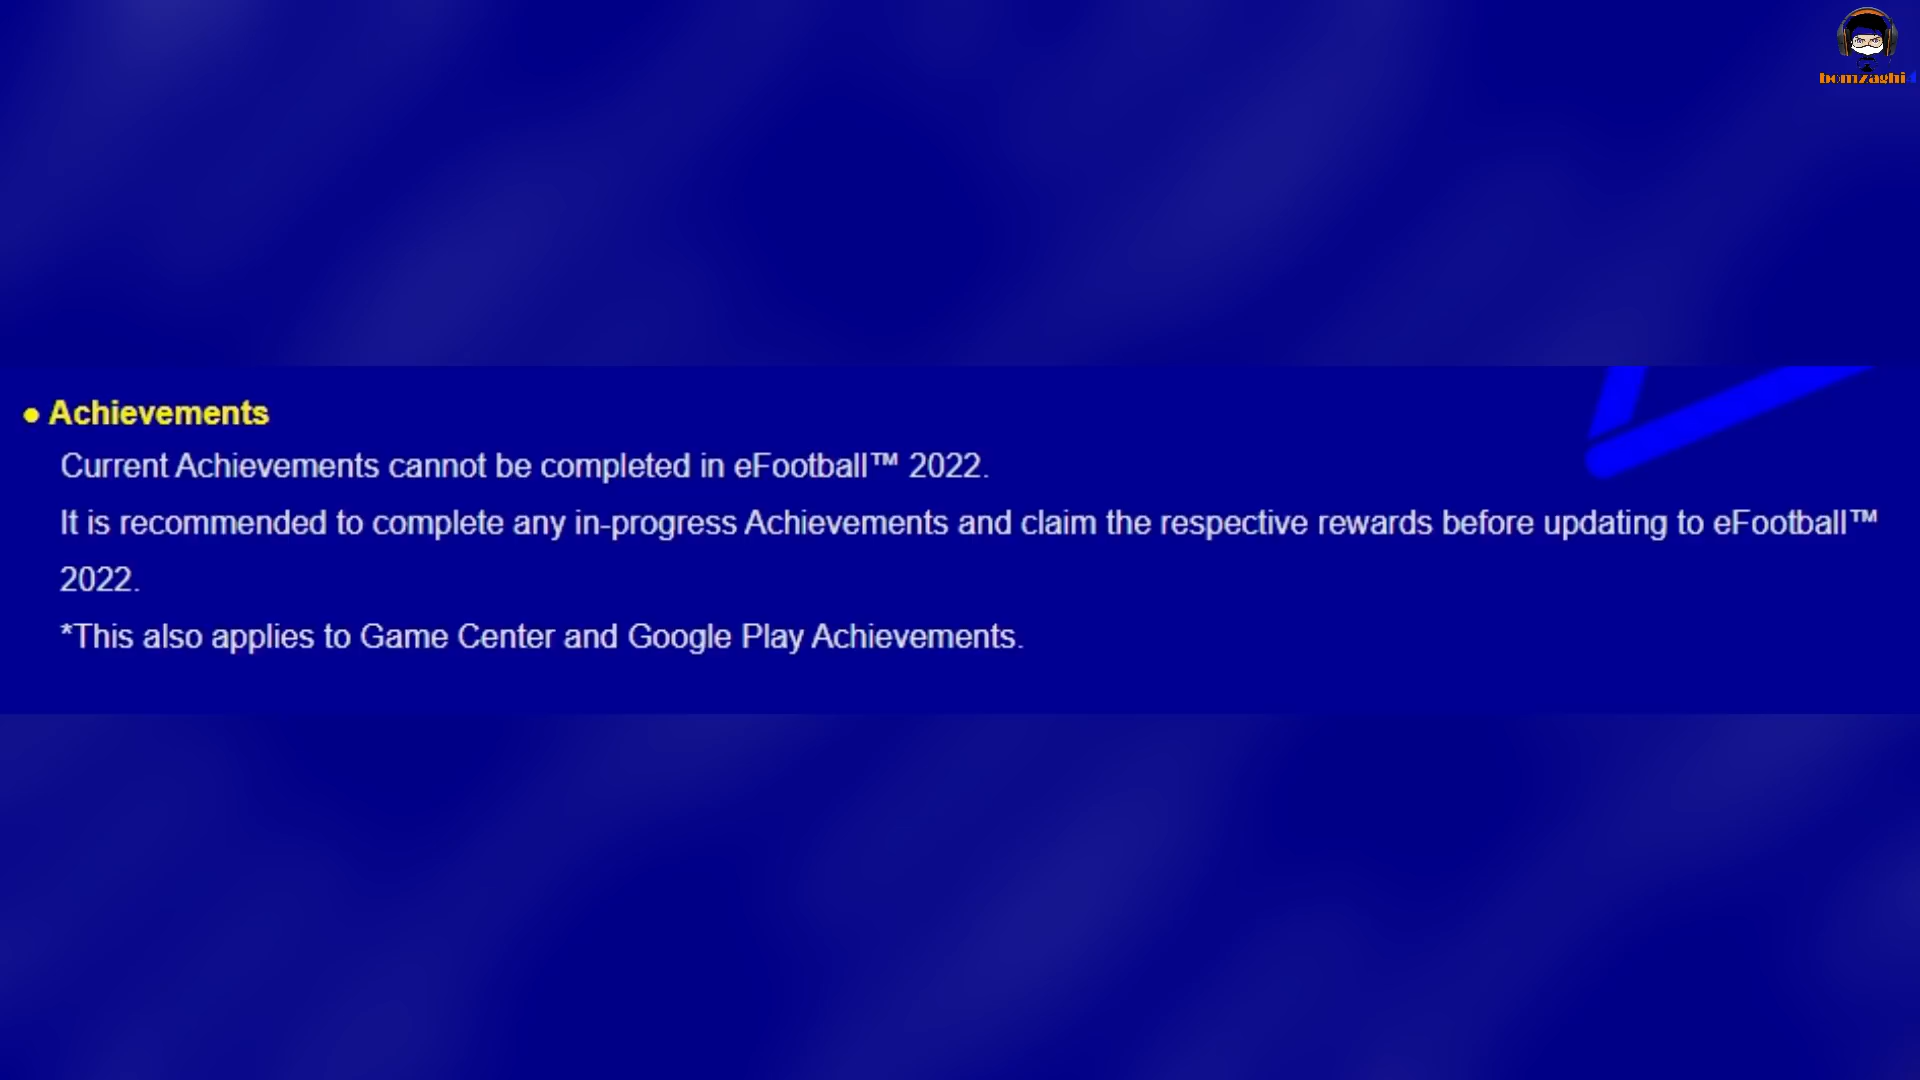 bomzaghi
● Achievements
Current Achievements cannot be completed in eFootball™ 2022.
It is recommended to complete any in-progress Achievements and claim the respective rewards before updating to eFootball™
2022.
*This also applies to Game Center and Google Play Achievements.